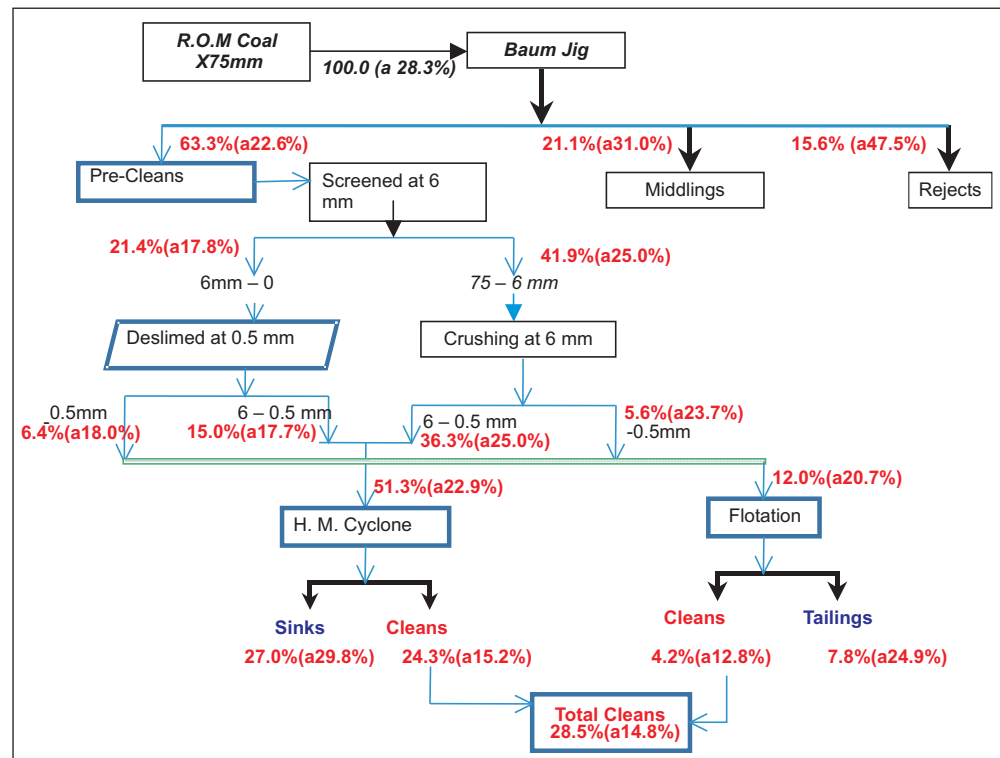 R.O.M Coal
X75mm
100.0 (a 28.3%)
Baum Jig
63.3%(a22.6%)
21.1%(a31.0%)
15.6% (a47.5%)
Pre-Cleans
Screened at 6
mm
Middlings
Rejects
21.4%(a17.8%)
41.9%(a25.0%)
6mm – 0
75 – 6 mm
Deslimed at 0.5 mm
Crushing at 6 mm
-0.5mm
6.4%(a18.0%)
6 – 0.5 mm
15.0%(a17.7%)
6 – 0.5 mm
36.3%(a25.0%)
5.6%(a23.7%)
-0.5mm
51.3%(a22.9%)
12.0%(a20.7%)
H. M. Cyclone
Flotation
Sinks
Cleans
Cleans
Tailings
27.0%(a29.8%)
24.3%(a15.2%)
4.2%(a12.8%)
7.8%(a24.9%)
Total Cleans
28.5%(a14.8%)